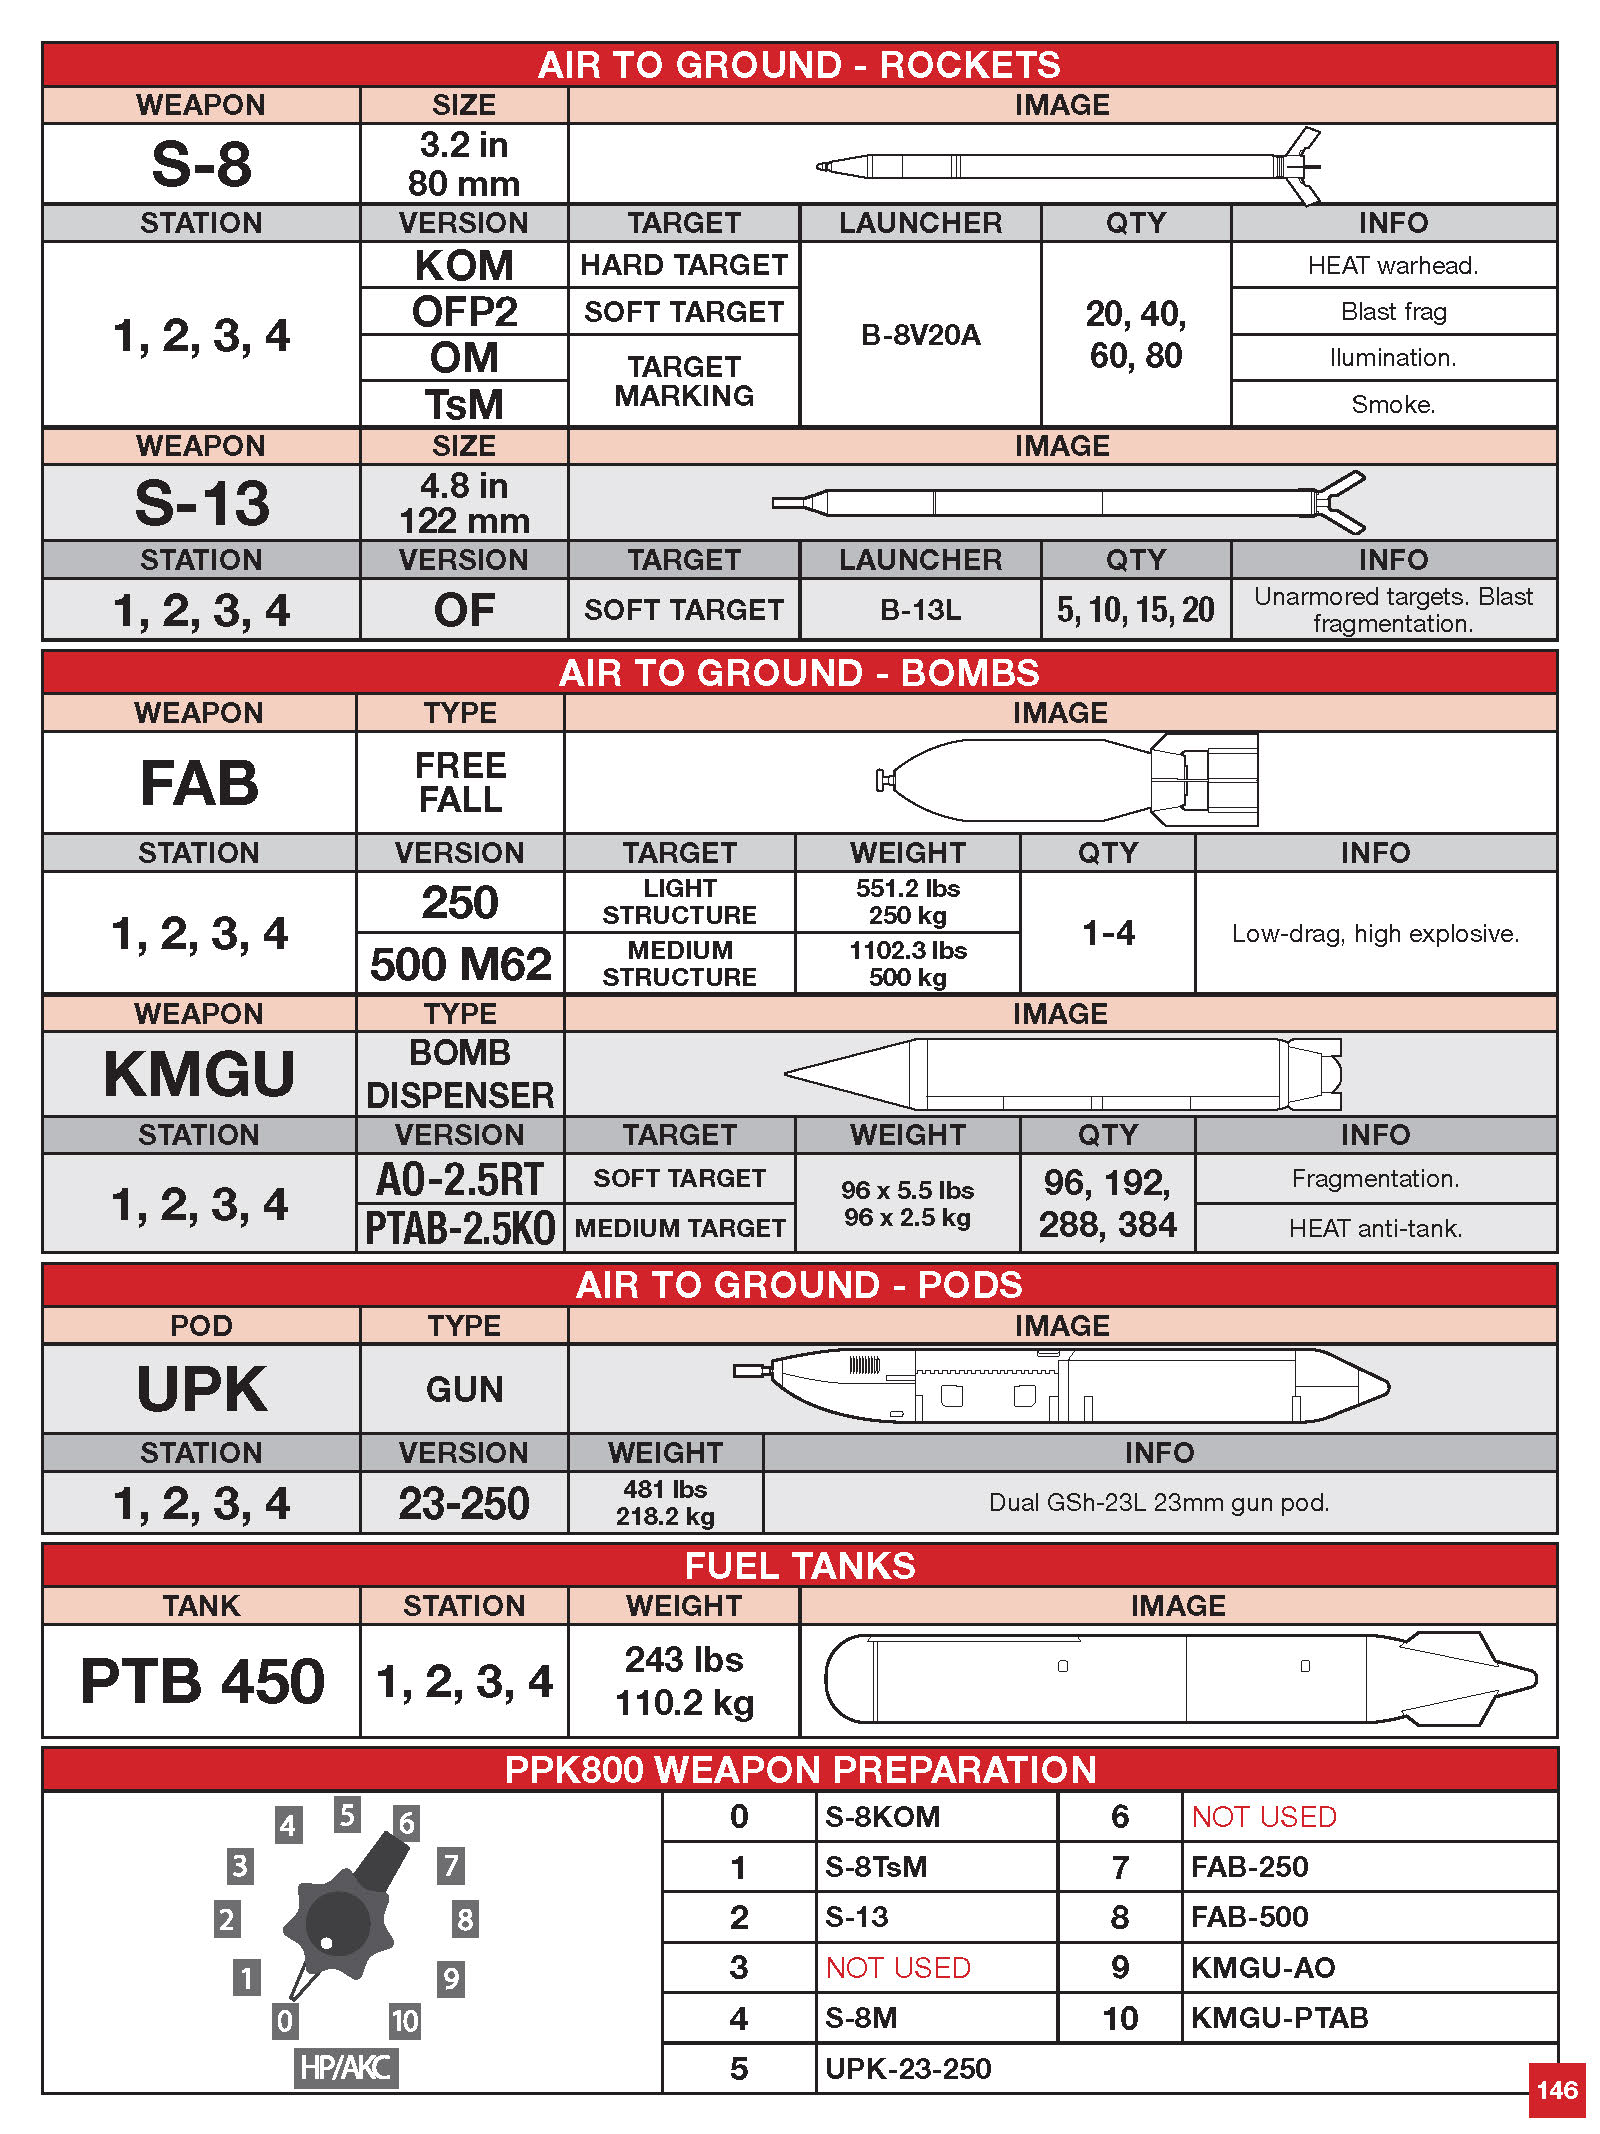 AIR TO GROUND - ROCKETS
WEAPON SIZE IMAGE
S-8 3.2 in
80 mm
STATION VERSION TARGET LAUNCHER QTY INFO
1, 2, 3, 4 KOM HARD TARGET B-8V20A 20, 40,
60, 80 HEAT warhead.
OFP2 SOFT TARGET Blast frag
OM TARGET
MARKING Ilumination.
TsM Smoke.
WEAPON SIZE IMAGE
S-13 4.8 in
122 mm
STATION VERSION TARGET LAUNCHER QTY INFO
1, 2, 3, 4 OF SOFT TARGET B-13L 5, 10, 15, 20 Unarmored targets. Blast
fragmentation.
AIR TO GROUND - BOMBS
WEAPON TYPE IMAGE
FAB FREE
FALL
STATION VERSION TARGET WEIGHT QTY INFO
1, 2, 3, 4 250 LIGHT
STRUCTURE 551.2 lbs
250 kg 1-4 Low-drag, high explosive.
500 M62 MEDIUM
STRUCTURE 1102.3 lbs
500 kg
WEAPON TYPE IMAGE
KMGU BOMB
DISPENSER
STATION VERSION TARGET WEIGHT QTY INFO
1, 2, 3, 4 AO-2.5RT SOFT TARGET 96 x 5.5 lbs
96 x 2.5 kg 96, 192,
288, 384 Fragmentation.
PTAB-2.5KO MEDIUM TARGET HEAT anti-tank.
AIR TO GROUND - PODS
POD TYPE IMAGE
UPK GUN
STATION VERSION WEIGHT INFO
1, 2, 3, 4 23-250 481 lbs
218.2 kg Dual GSh-23L 23mm gun pod.
FUEL TANKS
TANK STATION WEIGHT IMAGE
PTB 450 1, 2, 3, 4 243 lbs
110.2 kg
PPK800 WEAPON PREPARATION
0
1
2
3
4
5
6
7
8
9
10
HP/AKC
0 S-8KOM 6 NOT USED
1 S-8TsM 7 FAB-250
2 S-13 8 FAB-500
3 NOT USED 9 KMGU-AO
4 S-8M 10 KMGU-PTAB
5 UPK-23-250
146